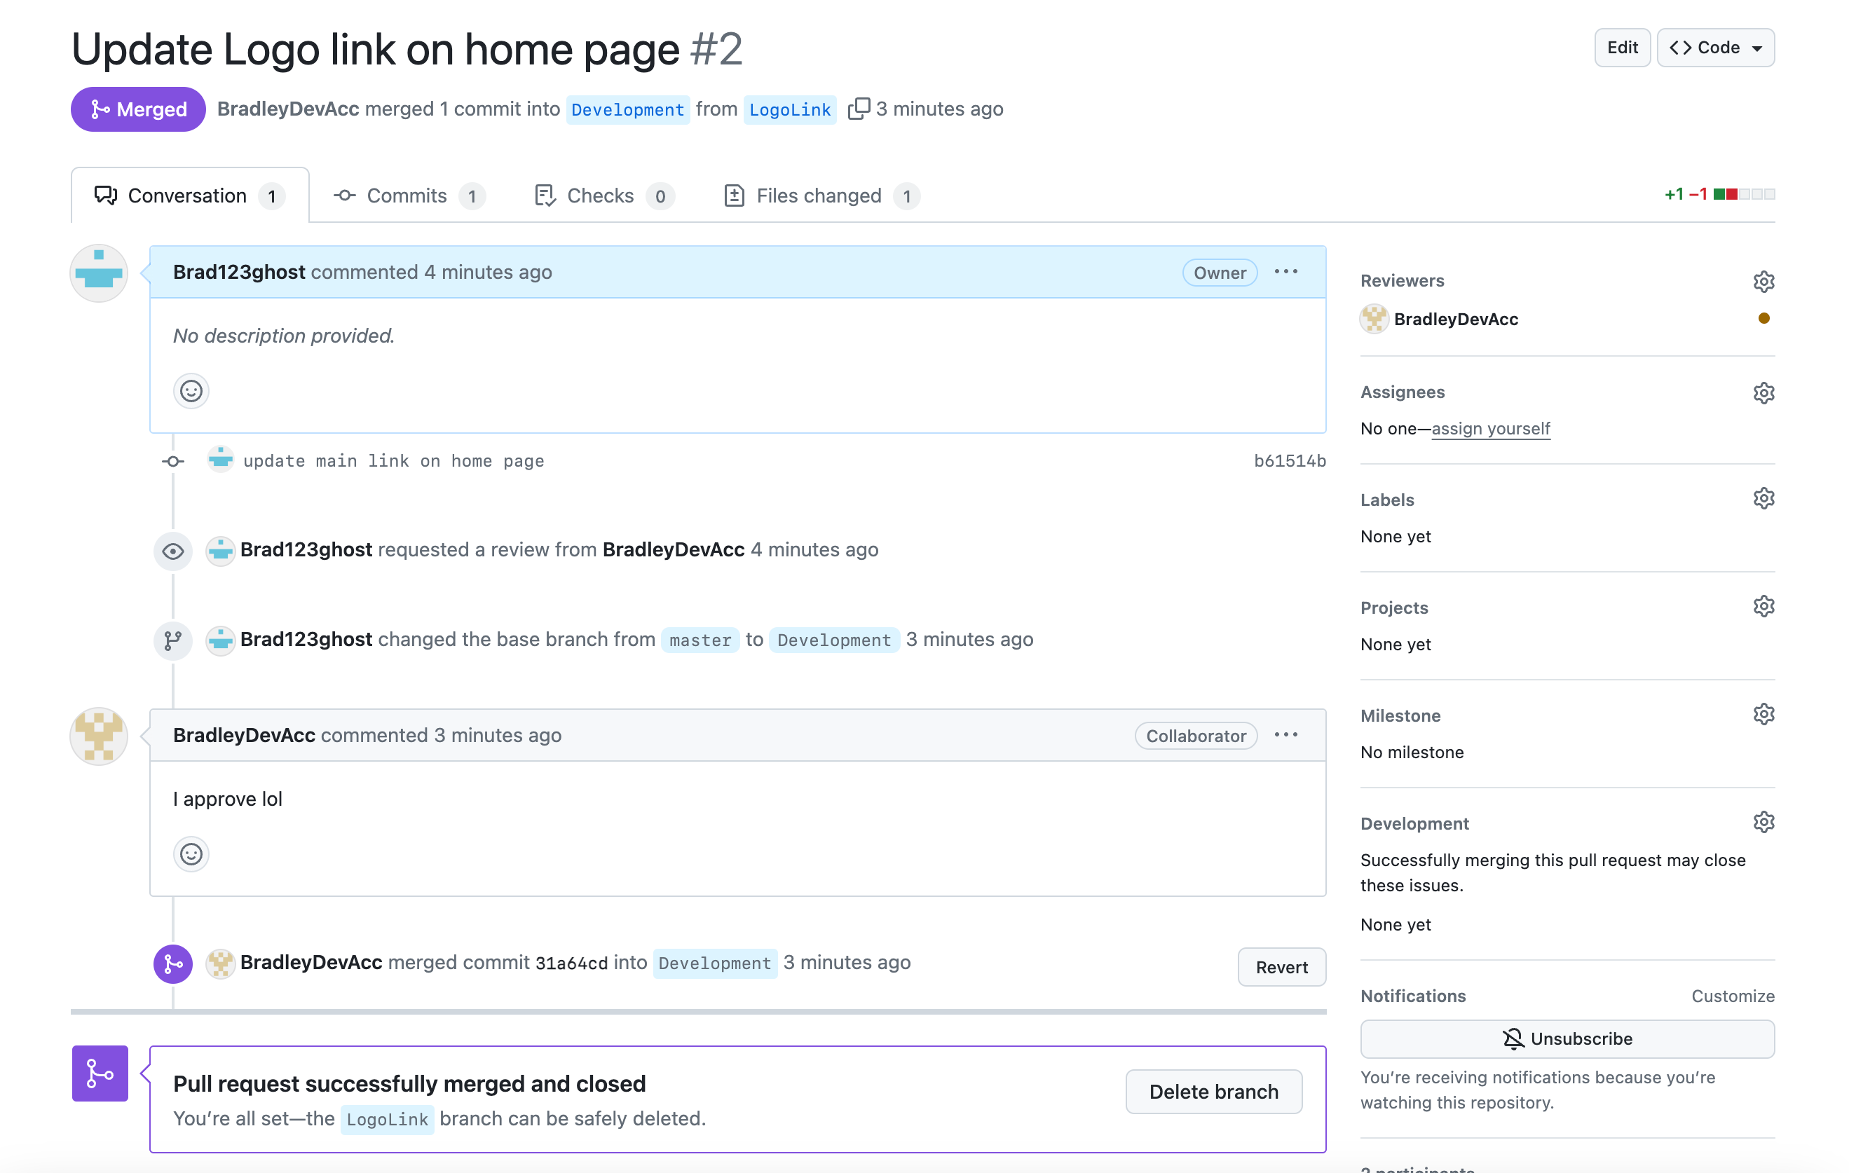 Update Logo link on home page #2
Edit
Code
Merged
BradleyDevAcc merged 1 commit into Development from LogoLink 3 minutes ago
Conversation 1
Commits 1
Checks 0
Files changed 1
+1 −1
Brad123ghost commented 4 minutes ago
Owner
No description provided.
update main link on home page
b61514b
Brad123ghost requested a review from BradleyDevAcc 4 minutes ago
Brad123ghost changed the base branch from master to Development 3 minutes ago
BradleyDevAcc commented 3 minutes ago
Collaborator
I approve lol
BradleyDevAcc merged commit 31a64cd into Development 3 minutes ago
Revert
Pull request successfully merged and closed
You’re all set—the LogoLink branch can be safely deleted.
Delete branch
Reviewers
BradleyDevAcc
Assignees
No one—assign yourself
Labels
None yet
Projects
None yet
Milestone
No milestone
Development
Successfully merging this pull request may close
these issues.
None yet
Notifications
Customize
Unsubscribe
You’re receiving notifications because you’re
watching this repository.
2 participants